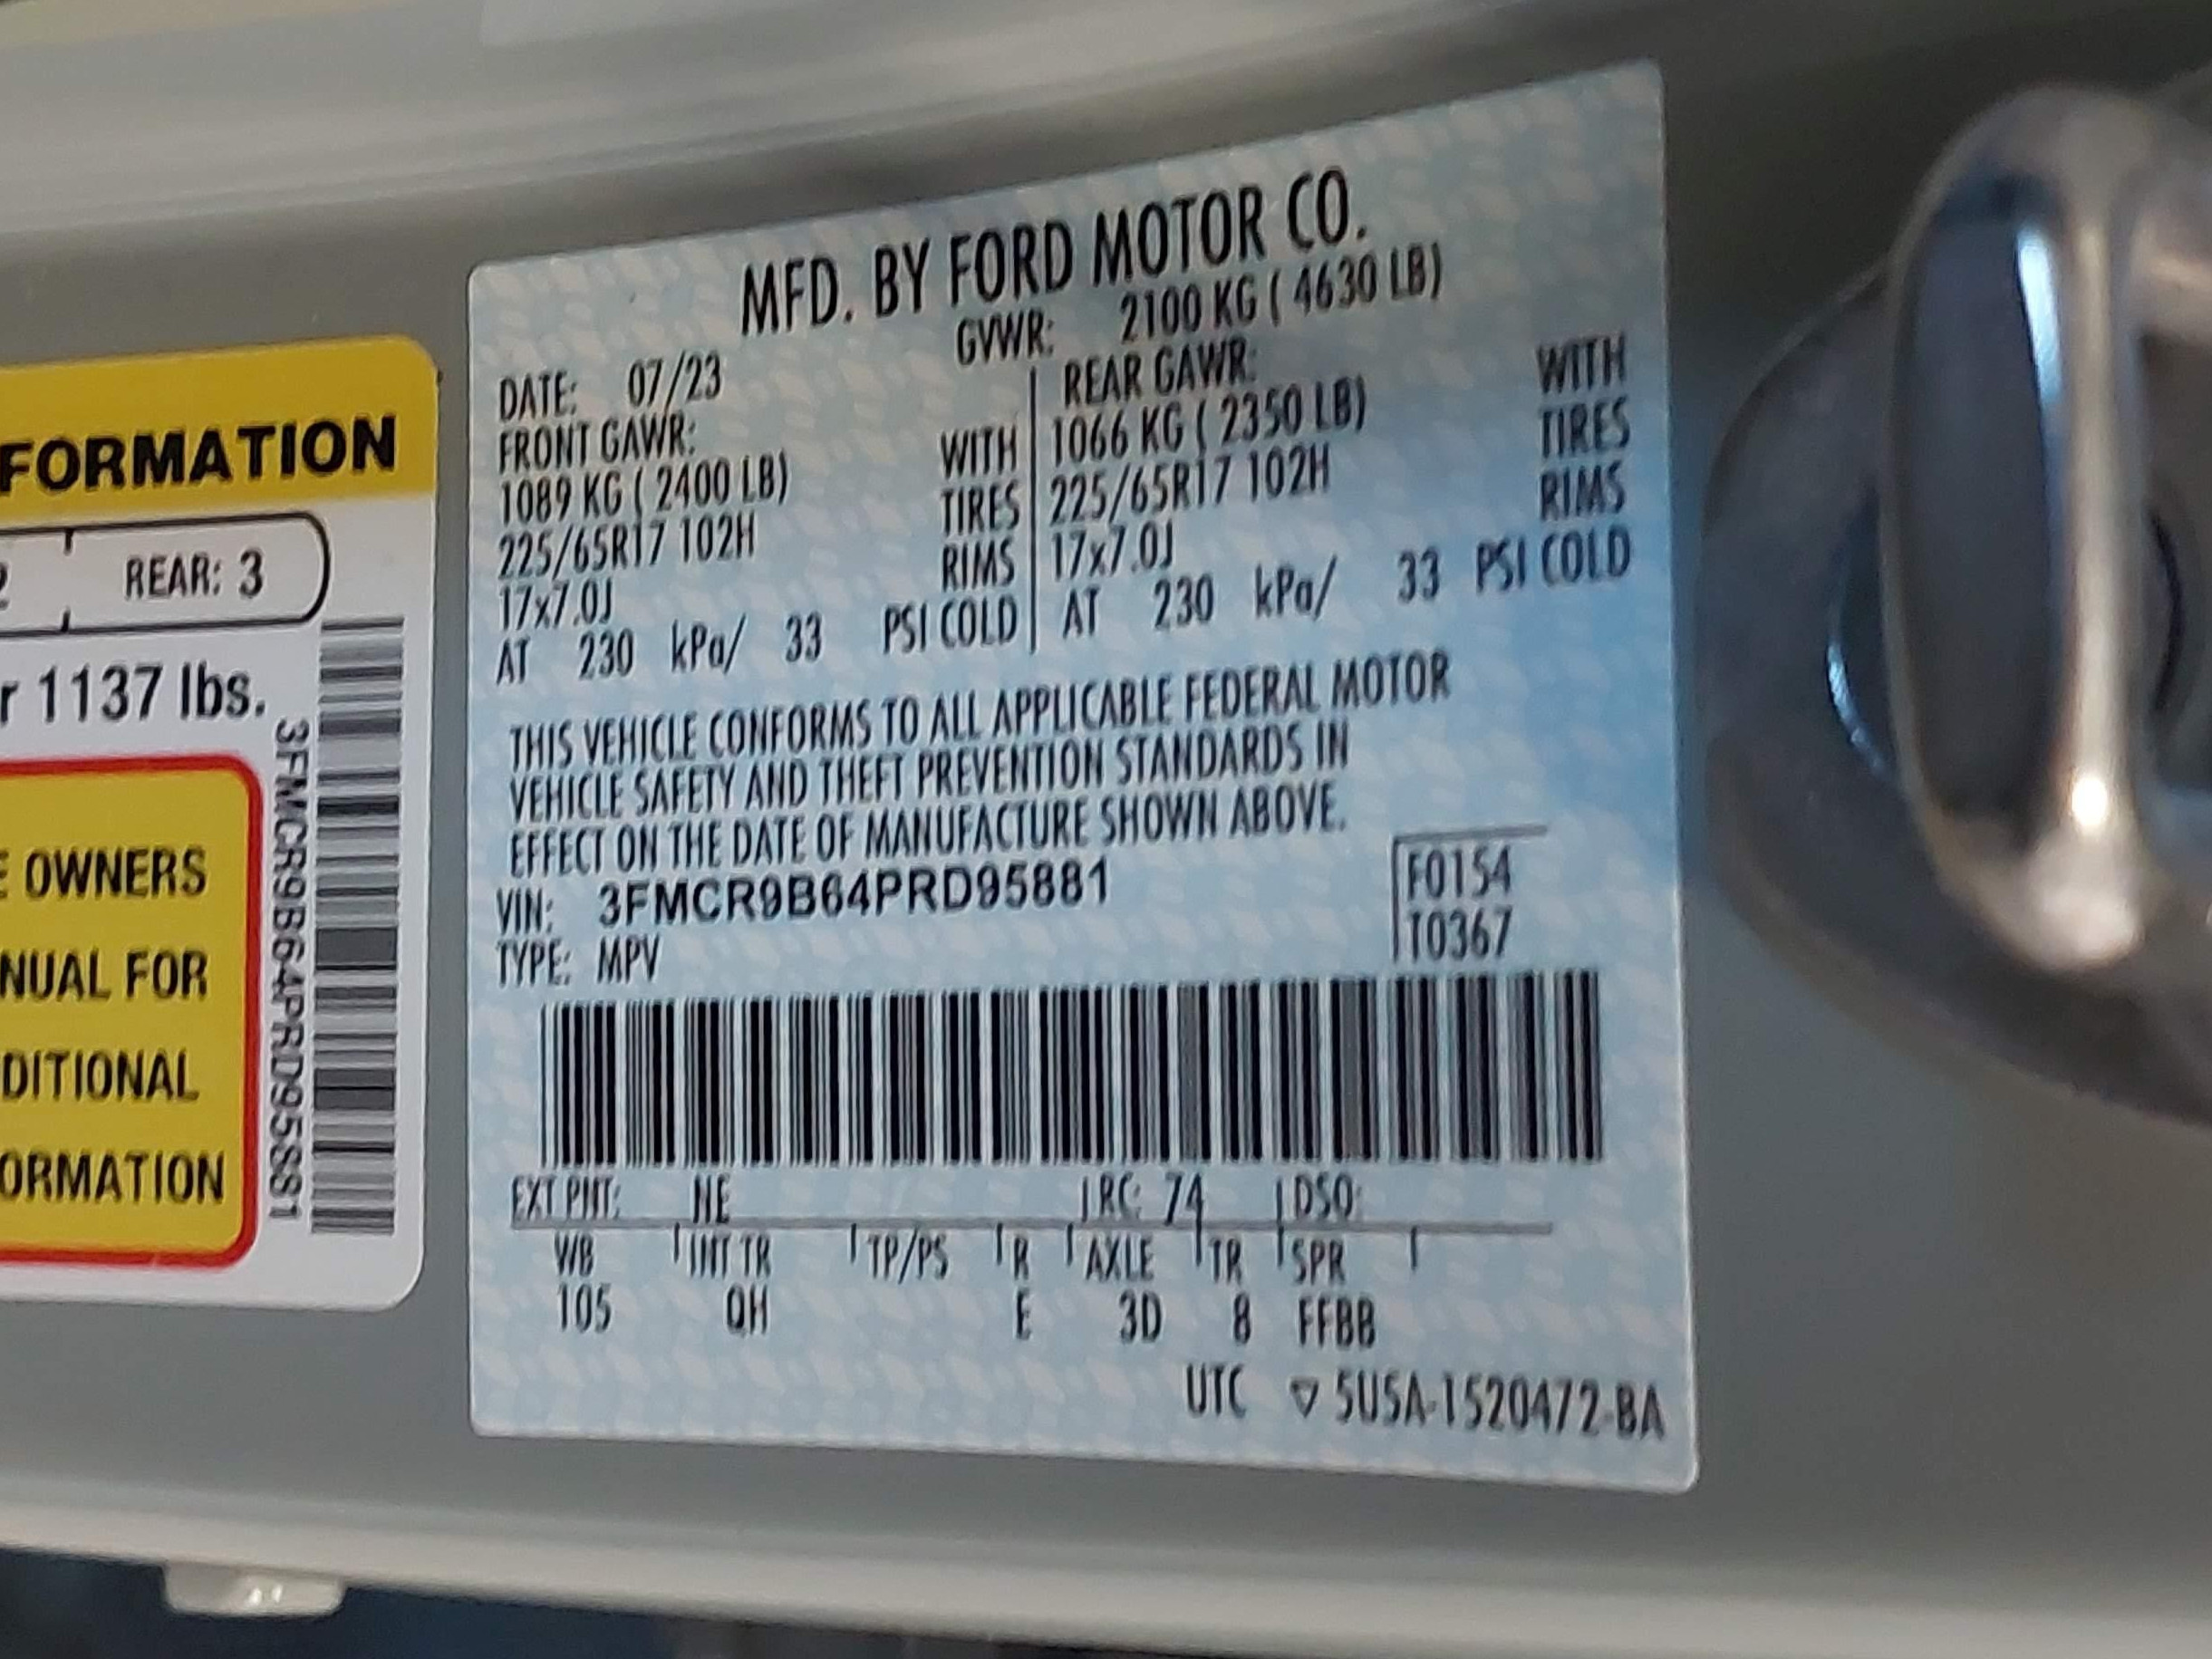 FORMATION
REAR: 3
r 1137 lbs.
E OWNERS
NUAL FOR
DITIONAL
ORMATION
3FMCR9B64PRD95881
MFD. BY FORD MOTOR CO.
GVWR: 2100 KG ( 4630 LB)
DATE: 07/23
FRONT GAWR:
1089 KG ( 2400 LB) WITH
225/65R17 102H TIRES
17x7.0J RIMS
AT 230 kPa/ 33 PSI COLD
REAR GAWR:
1066 KG ( 2350 LB) WITH
225/65R17 102H TIRES
17x7.0J RIMS
AT 230 kPa/ 33 PSI COLD
THIS VEHICLE CONFORMS TO ALL APPLICABLE FEDERAL MOTOR
VEHICLE SAFETY AND THEFT PREVENTION STANDARDS IN
EFFECT ON THE DATE OF MANUFACTURE SHOWN ABOVE.
VIN: 3FMCR9B64PRD95881
TYPE: MPV
F0154
T0367
EXT PNT: NE RC: 74 DSO:
WB INT TR TP/PS R AXLE TR SPR
105 QH E 3D 8 FFBB
UTC ▽ 5U5A-1520472-BA